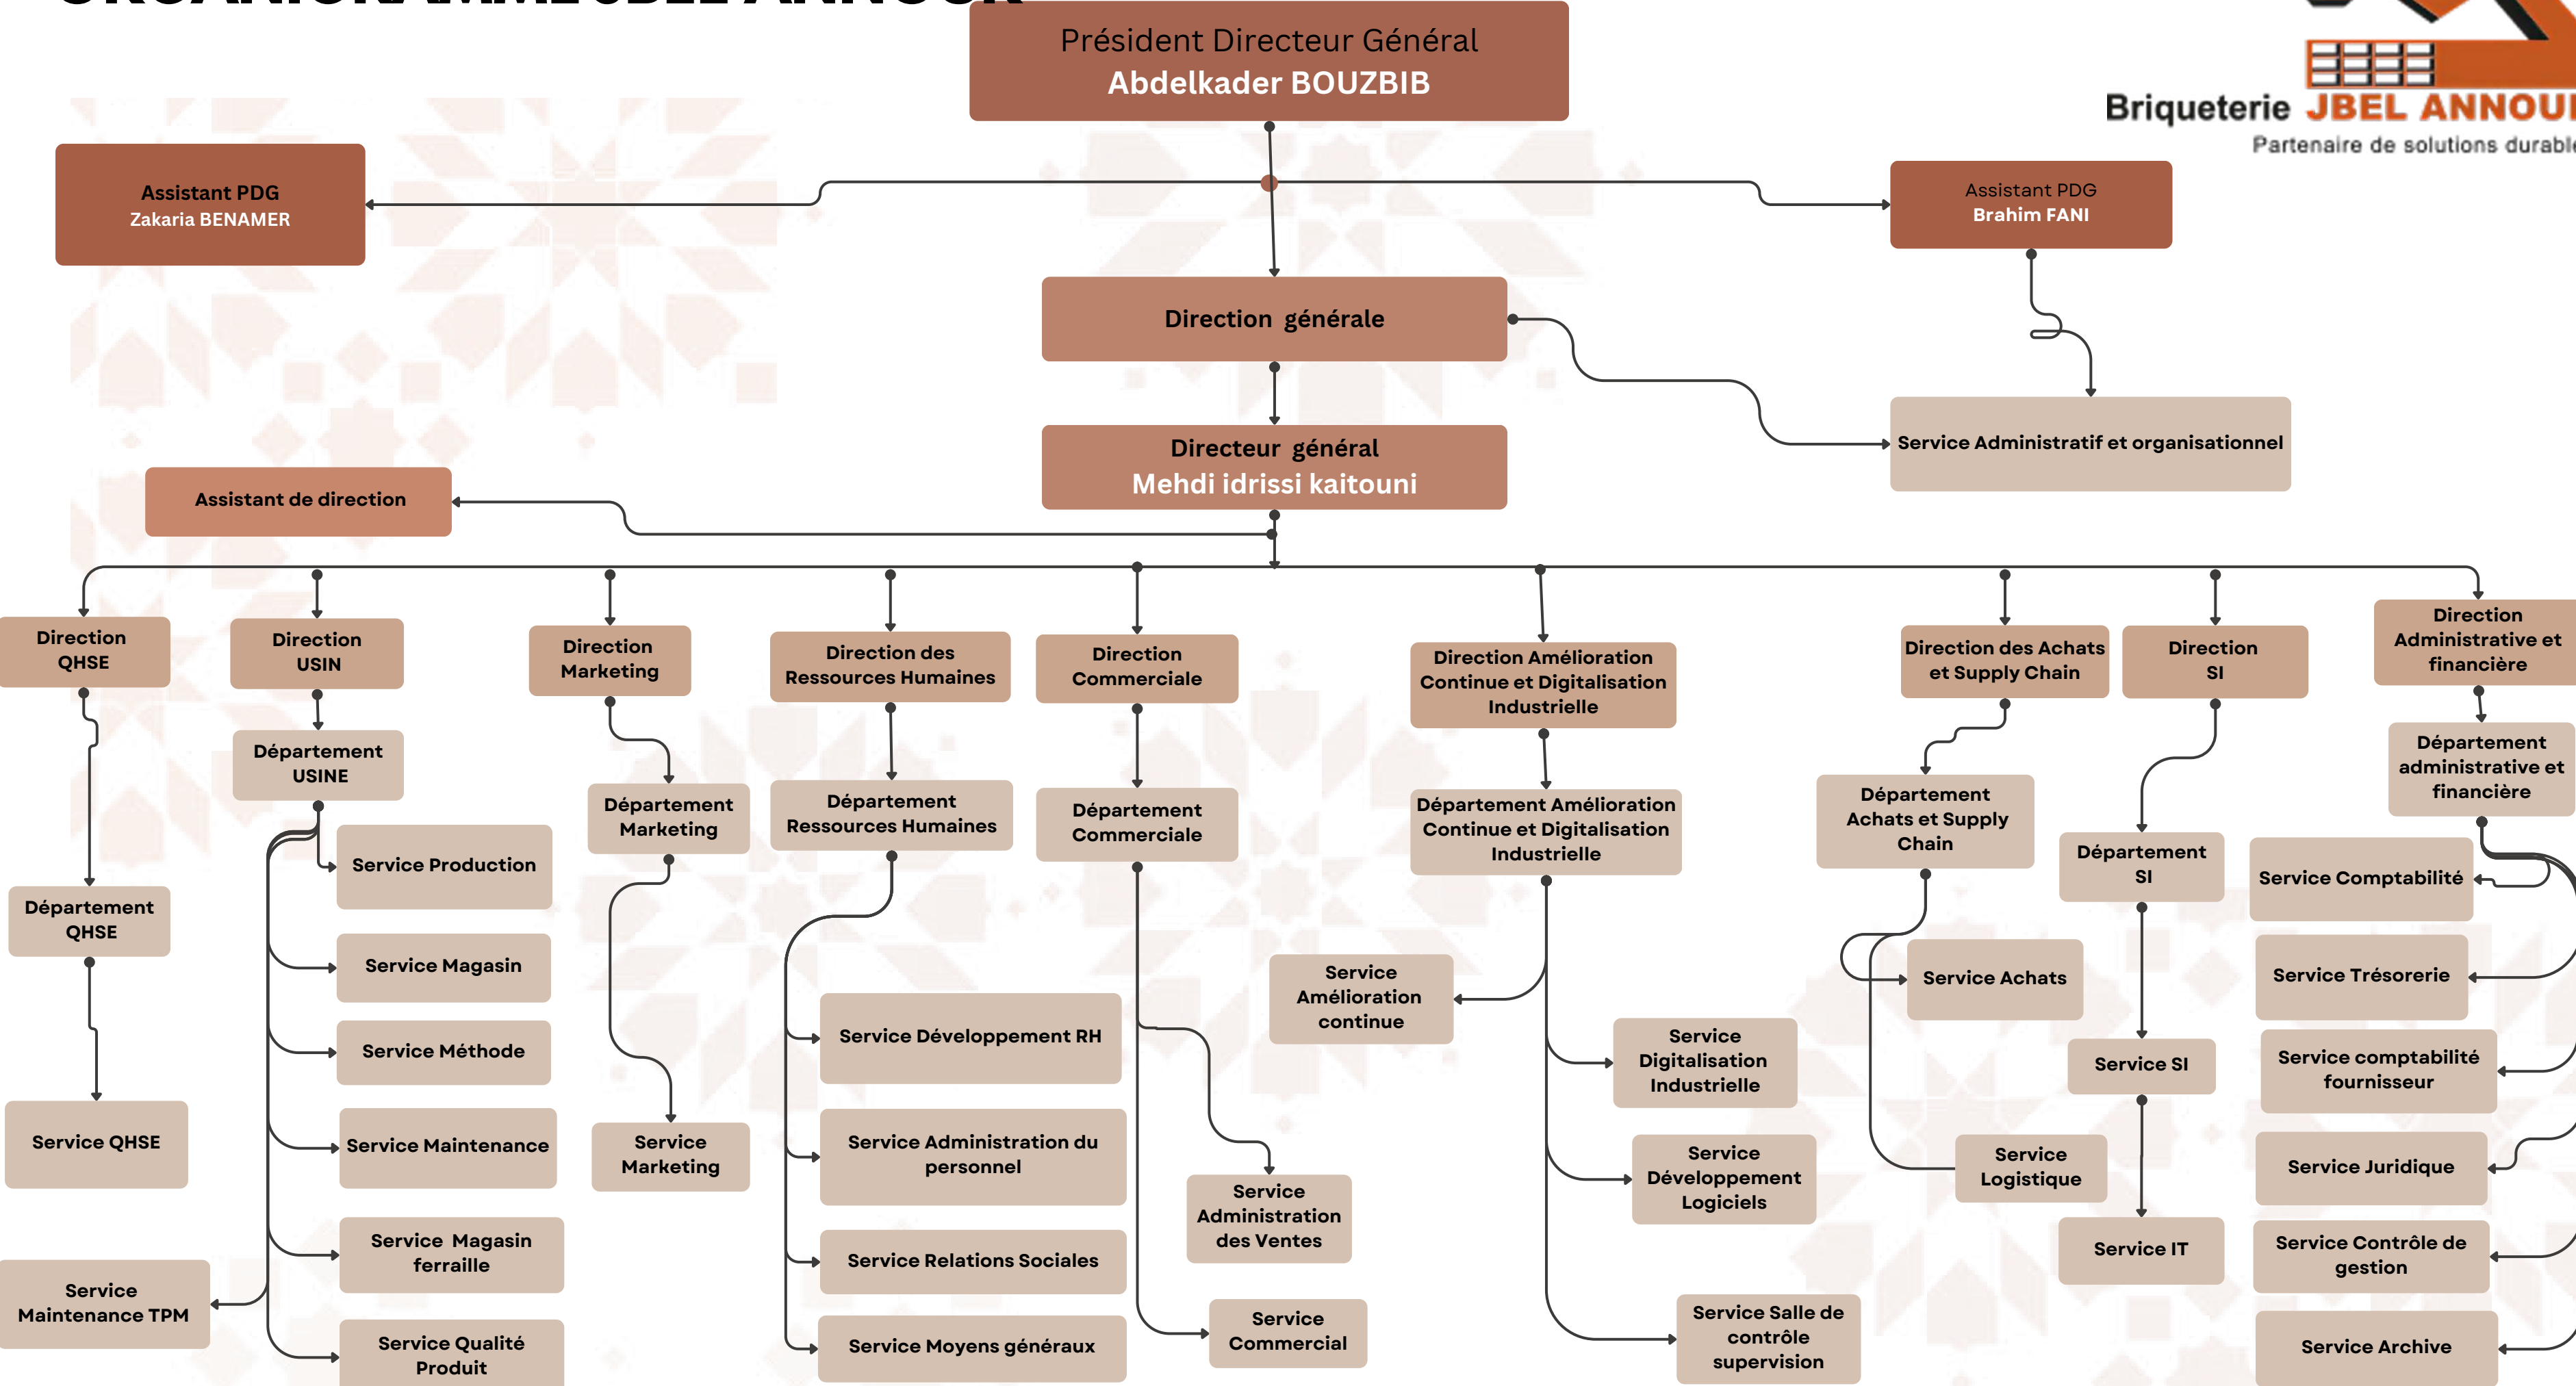 Président Directeur Général
Abdelkader BOUZBIB
Briqueterie JBEL ANNOUR
Partenaire de solutions
Assistant PDG
Zakaria BENAMER
Assistant PDG
Brahim FANI
Direction générale
Directeur général
Mehdi idrissi kaitouni
Service Administratif et organisationnel
Assistant de direction
Direction
QHSE
Direction
USIN
Direction
Marketing
Direction des
Ressources Humaines
Direction
Commerciale
Direction Amélioration
Continue et Digitalisation
Industrielle
Direction des Achats
et Supply Chain
Direction
SI
Direction
Administrative et
financière
Département
USINE
Département
Marketing
Département
Ressources Humaines
Département
Commerciale
Département Amélioration
Continue et Digitalisation
Industrielle
Département
Achats et Supply
Chain
Département
SI
Département
administrative et
financière
Département
QHSE
Service QHSE
Service Production
Service Magasin
Service Méthode
Service Maintenance
Service Magasin
ferraille
Service
Maintenance TPM
Service Qualité
Produit
Service
Marketing
Service Développement RH
Service Administration du
personnel
Service Relations Sociales
Service Moyens généraux
Service
Administration
des Ventes
Service
Commercial
Service
Amélioration
continue
Service
Digitalisation
Industrielle
Service
Développement
Logiciels
Service Salle de
contrôle
supervision
Service Achats
Service
Logistique
Service SI
Service IT
Service Comptabilité
Service Trésorerie
Service comptabilité
fournisseur
Service Juridique
Service Contrôle de
gestion
Service Archive